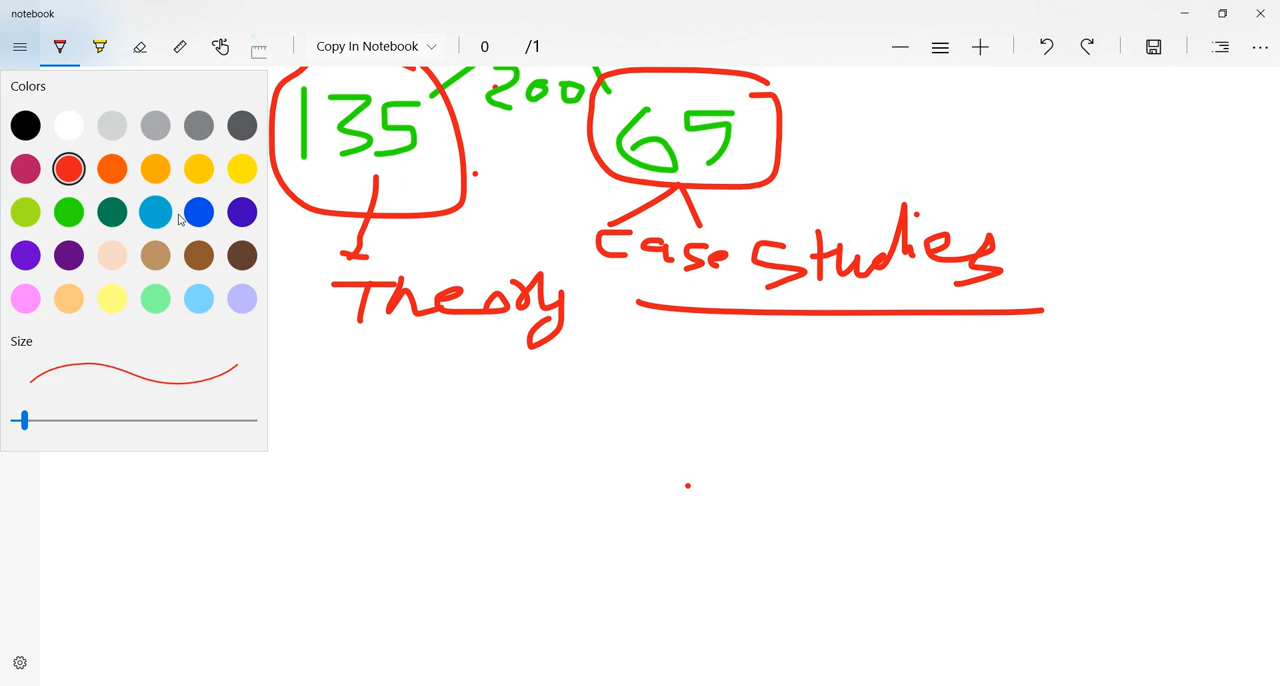 notebook
Copy In Notebook 0 /1
Colors
200
135 65
Case Studies
Theory
Size